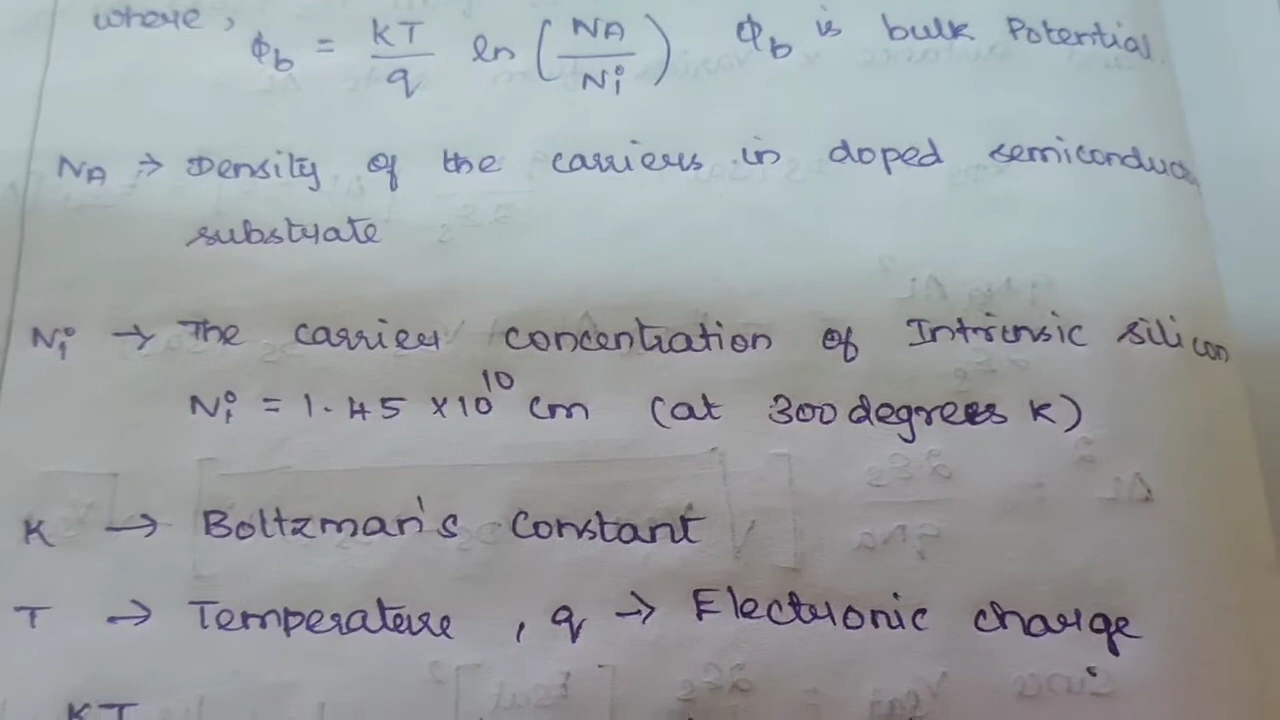 where, Φb = KT/q ln (NA/Ni) Φb is bulk Potential
NA → Density of the carriers in doped semiconduc
substrate
Ni → The carrier concentration of Intrinsic silicon
Ni = 1.45 ×10^10 cm (at 300 degrees K)
K → Boltzman's Constant
T → Temperature, q → Electronic charge
KT